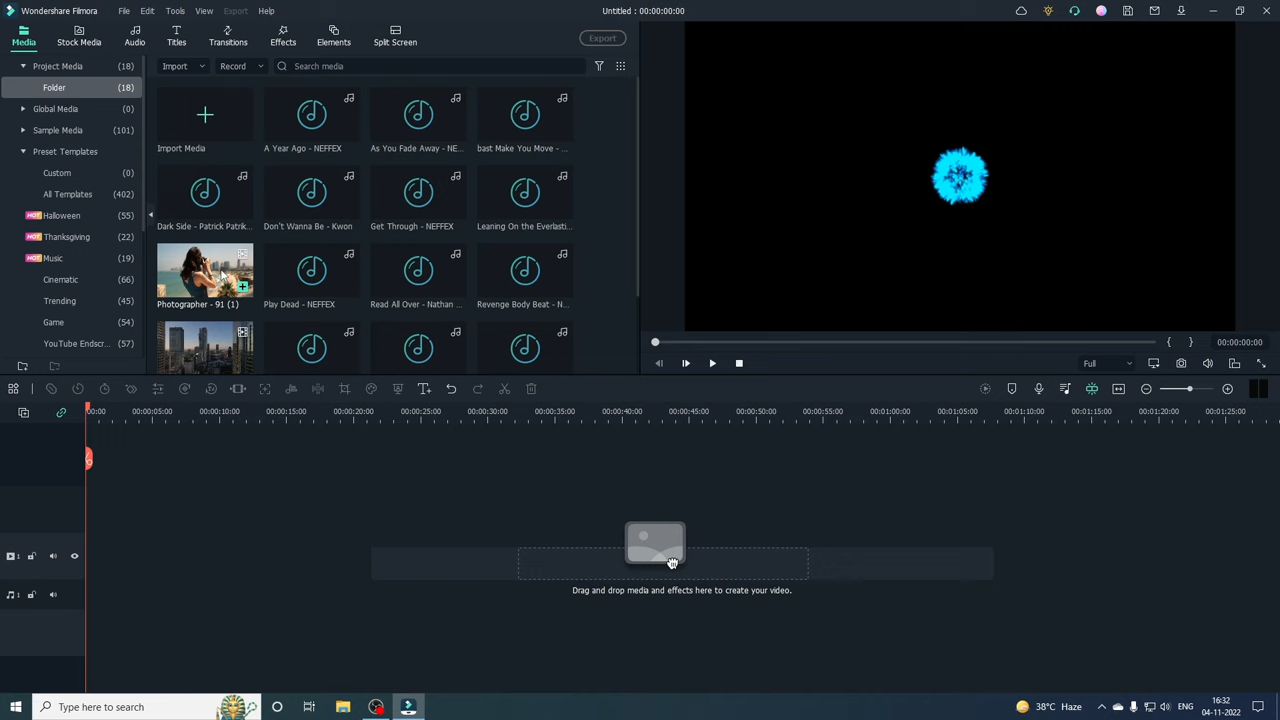 Wondershare Filmora File Edit Tools View Export Help Untitled : 00:00:00:00
Media Stock Media Audio Titles Transitions Effects Elements Split Screen Export
Project Media (18)
Folder (18)
Global Media (0)
Sample Media (101)
Preset Templates
Custom (0)
All Templates (402)
HOT Halloween (55)
HOT Thanksgiving (22)
HOT Music (19)
Cinematic (66)
Trending (45)
Game (54)
YouTube Endscr... (57)
Import Record Search media
Import Media A Year Ago - NEFFEX As You Fade Away - NE... bast Make You Move - ...
Dark Side - Patrick Patrik... Don't Wanna Be - Kwon Get Through - NEFFEX Leaning On the Everlasti...
Photographer - 91 (1) Play Dead - NEFFEX Read All Over - Nathan ... Revenge Body Beat - N...
00:00:00:00
Full
00:00 00:00:05:00 00:00:10:00 00:00:15:00 00:00:20:00 00:00:25:00 00:00:30:00 00:00:35:00 00:00:40:00 00:00:45:00 00:00:50:00 00:00:55:00 00:01:00:00 00:01:05:00 00:01:10:00 00:01:15:00 00:01:20:00 00:01:25:00
1
1
Drag and drop media and effects here to create your video.
Type here to search 38°C Haze ENG 16:32
04-11-2022